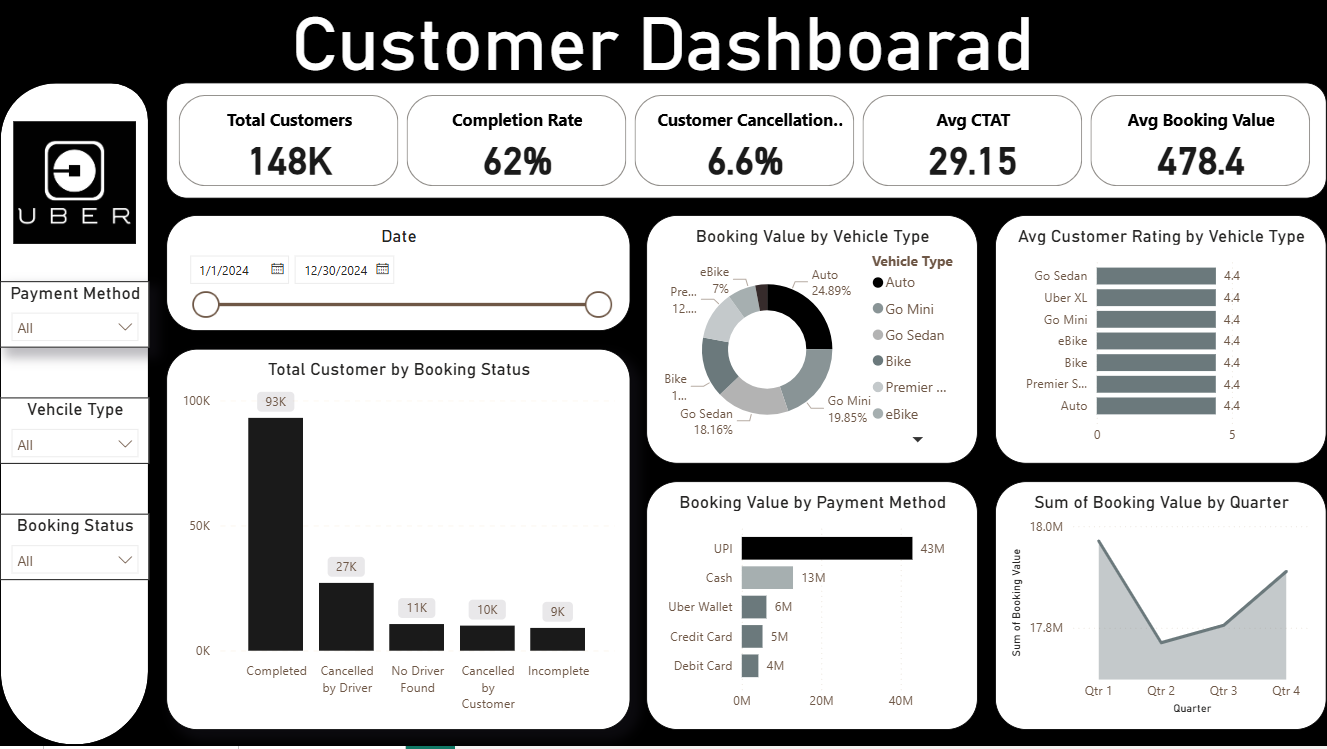 Customer Dashboarad
UBER
Payment Method
All
Vehcile Type
All
Booking Status
All
Total Customers
148K
Completion Rate
62%
Customer Cancellation..
6.6%
Avg CTAT
29.15
Avg Booking Value
478.4
Date
1/1/2024
12/30/2024
Total Customer by Booking Status
100K
50K
0K
93K
27K
11K
10K
9K
Completed
Cancelled
by Driver
No Driver
Found
Cancelled
by
Customer
Incomplete
Booking Value by Vehicle Type
eBike
7%
Pre...
12....
Bike
1...
Go Sedan
18.16%
Auto
24.89%
Go Mini
19.85%
Vehicle Type
Auto
Go Mini
Go Sedan
Bike
Premier ...
eBike
Avg Customer Rating by Vehicle Type
Go Sedan 4.4
Uber XL 4.4
Go Mini 4.4
eBike 4.4
Bike 4.4
Premier S... 4.4
Auto 4.4
0 5
Booking Value by Payment Method
UPI 43M
Cash 13M
Uber Wallet 6M
Credit Card 5M
Debit Card 4M
0M 20M 40M
Sum of Booking Value by Quarter
Sum of Booking Value
18.0M
17.8M
Qtr 1 Qtr 2 Qtr 3 Qtr 4
Quarter